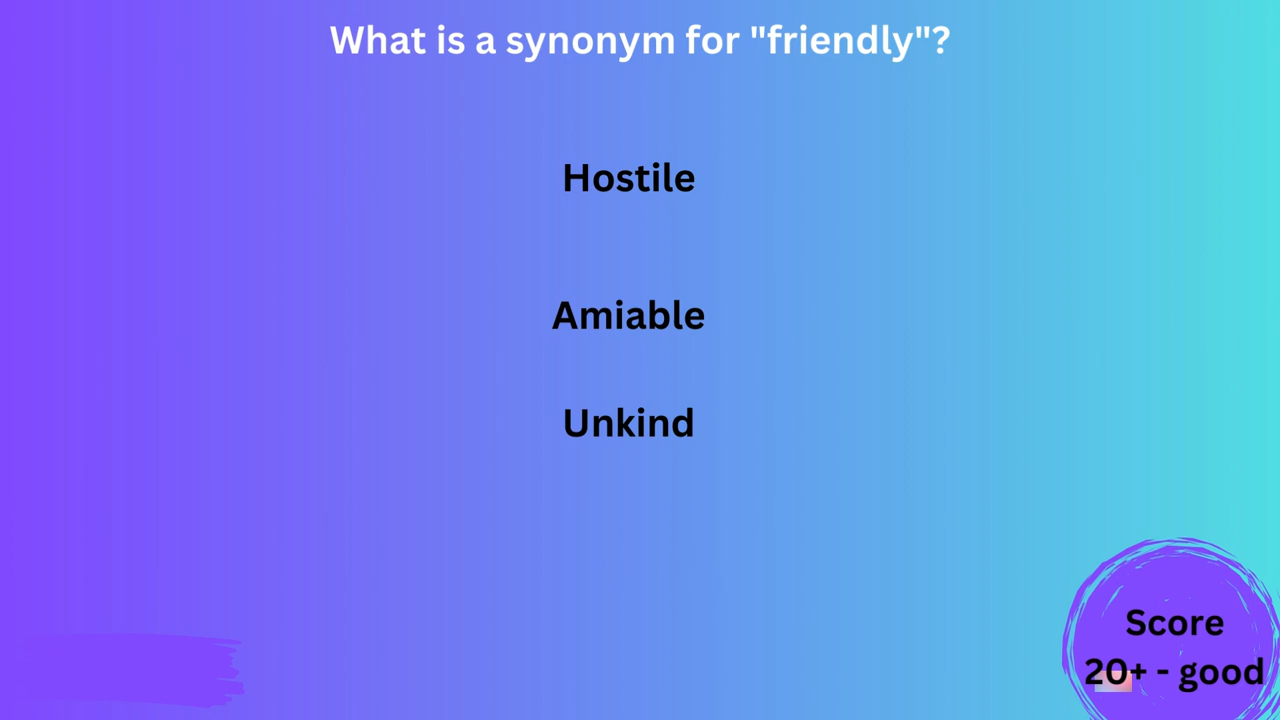 What is a synonym for "friendly"?
Hostile
Amiable
Unkind
Score
20+ - good